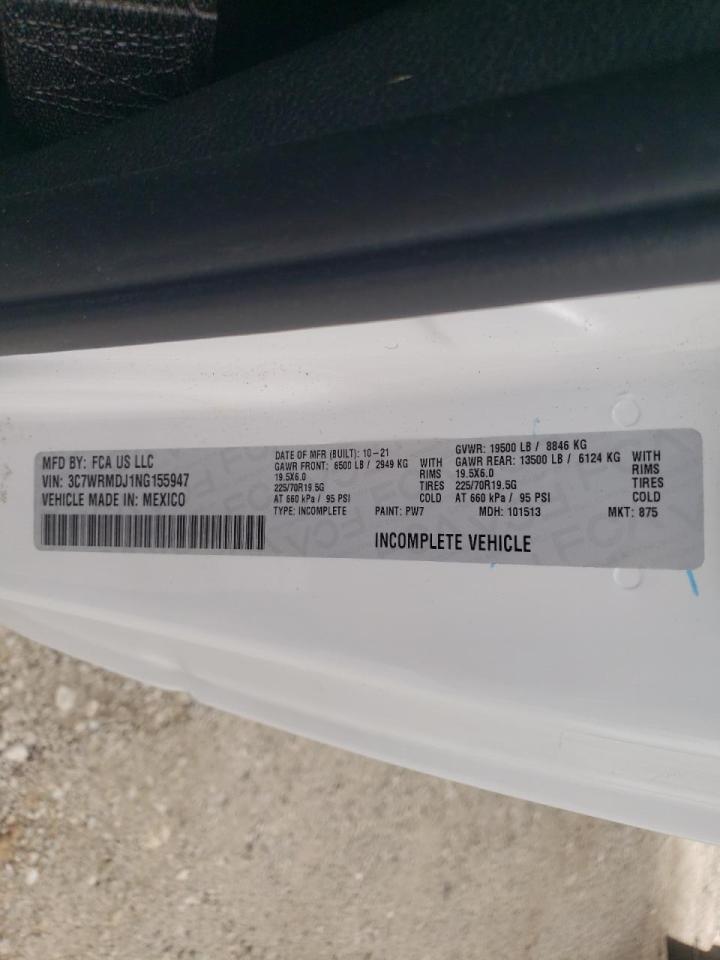 MFD BY: FCA US LLC
VIN: 3C7WRMDJ1NG155947
VEHICLE MADE IN: MEXICO
DATE OF MFR (BUILT): 10-21
GAWR FRONT: 6500 LB / 2949 KG WITH
19.5X6.0 RIMS
225/70R19.5G TIRES
AT 660 kPa / 95 PSI COLD
GVWR: 19500 LB / 8846 KG
GAWR REAR: 13500 LB / 6124 KG WITH
19.5X6.0 RIMS
225/70R19.5G TIRES
AT 660 kPa / 95 PSI COLD
TYPE: INCOMPLETE PAINT: PW7 MDH: 101513 MKT: 875
INCOMPLETE VEHICLE